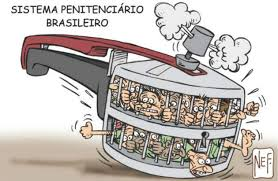 SISTEMA PENITENCIÁRIO
BRASILEIRO
NEF